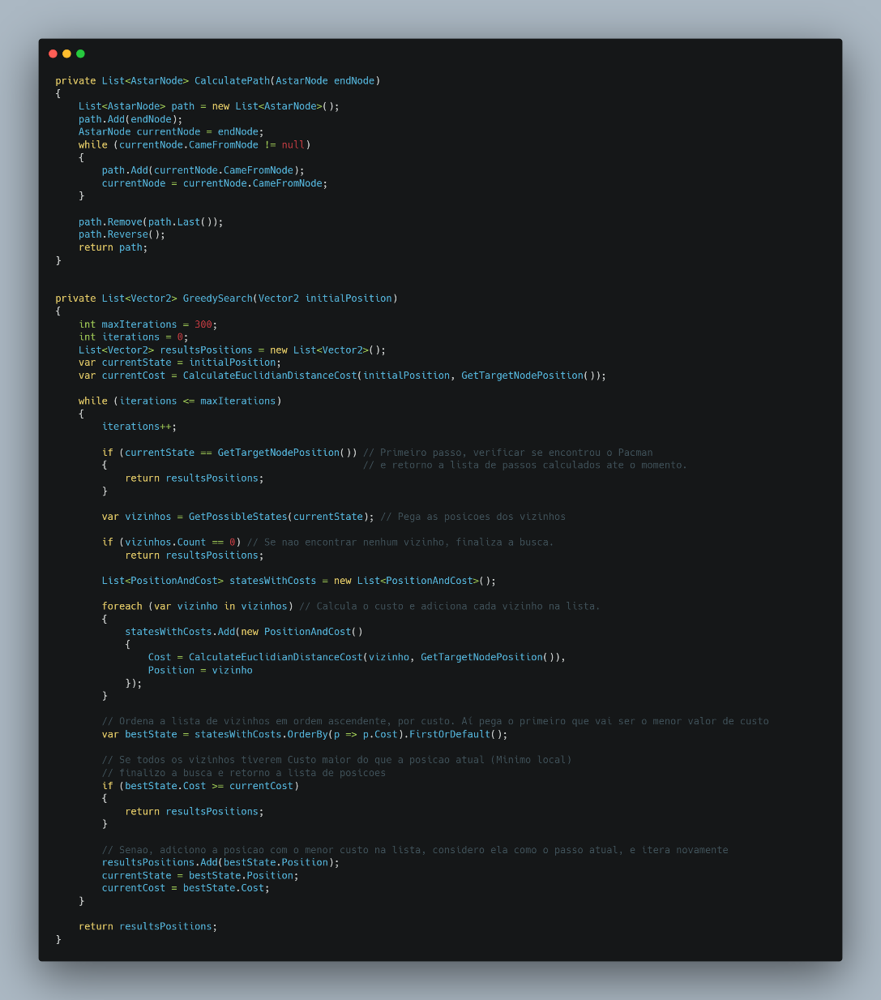 private List<AstarNode> CalculatePath(AstarNode endNode)
{
    List<AstarNode> path = new List<AstarNode>();
    path.Add(endNode);
    AstarNode currentNode = endNode;
    while (currentNode.CameFromNode != null)
    {
        path.Add(currentNode.CameFromNode);
        currentNode = currentNode.CameFromNode;
    }

    path.Remove(path.Last());
    path.Reverse();
    return path;
}


private List<Vector2> GreedySearch(Vector2 initialPosition)
{
    int maxIterations = 300;
    int iterations = 0;
    List<Vector2> resultsPositions = new List<Vector2>();
    var currentState = initialPosition;
    var currentCost = CalculateEuclidianDistanceCost(initialPosition, GetTargetNodePosition());

    while (iterations <= maxIterations)
    {
        iterations++;

        if (currentState == GetTargetNodePosition()) // Primeiro passo, verificar se encontrou o Pacman
        {                                            // e retorno a lista de passos calculados ate o momento.
            return resultsPositions;
        }

        var vizinhos = GetPossibleStates(currentState); // Pega as posicoes dos vizinhos

        if (vizinhos.Count == 0) // Se nao encontrar nenhum vizinho, finaliza a busca.
            return resultsPositions;

        List<PositionAndCost> statesWithCosts = new List<PositionAndCost>();

        foreach (var vizinho in vizinhos) // Calcula o custo e adiciona cada vizinho na lista.
        {
            statesWithCosts.Add(new PositionAndCost()
            {
                Cost = CalculateEuclidianDistanceCost(vizinho, GetTargetNodePosition()),
                Position = vizinho
            });
        }

        // Ordena a lista de vizinhos em ordem ascendente, por custo. Aí pega o primeiro que vai ser o menor valor de custo
        var bestState = statesWithCosts.OrderBy(p => p.Cost).FirstOrDefault();

        // Se todos os vizinhos tiverem Custo maior do que a posicao atual (Minimo local)
        // finalizo a busca e retorno a lista de posicoes
        if (bestState.Cost >= currentCost)
        {
            return resultsPositions;
        }

        // Senao, adiciono a posicao com o menor custo na lista, considero ela como o passo atual, e itera novamente
        resultsPositions.Add(bestState.Position);
        currentState = bestState.Position;
        currentCost = bestState.Cost;
    }

    return resultsPositions;
}